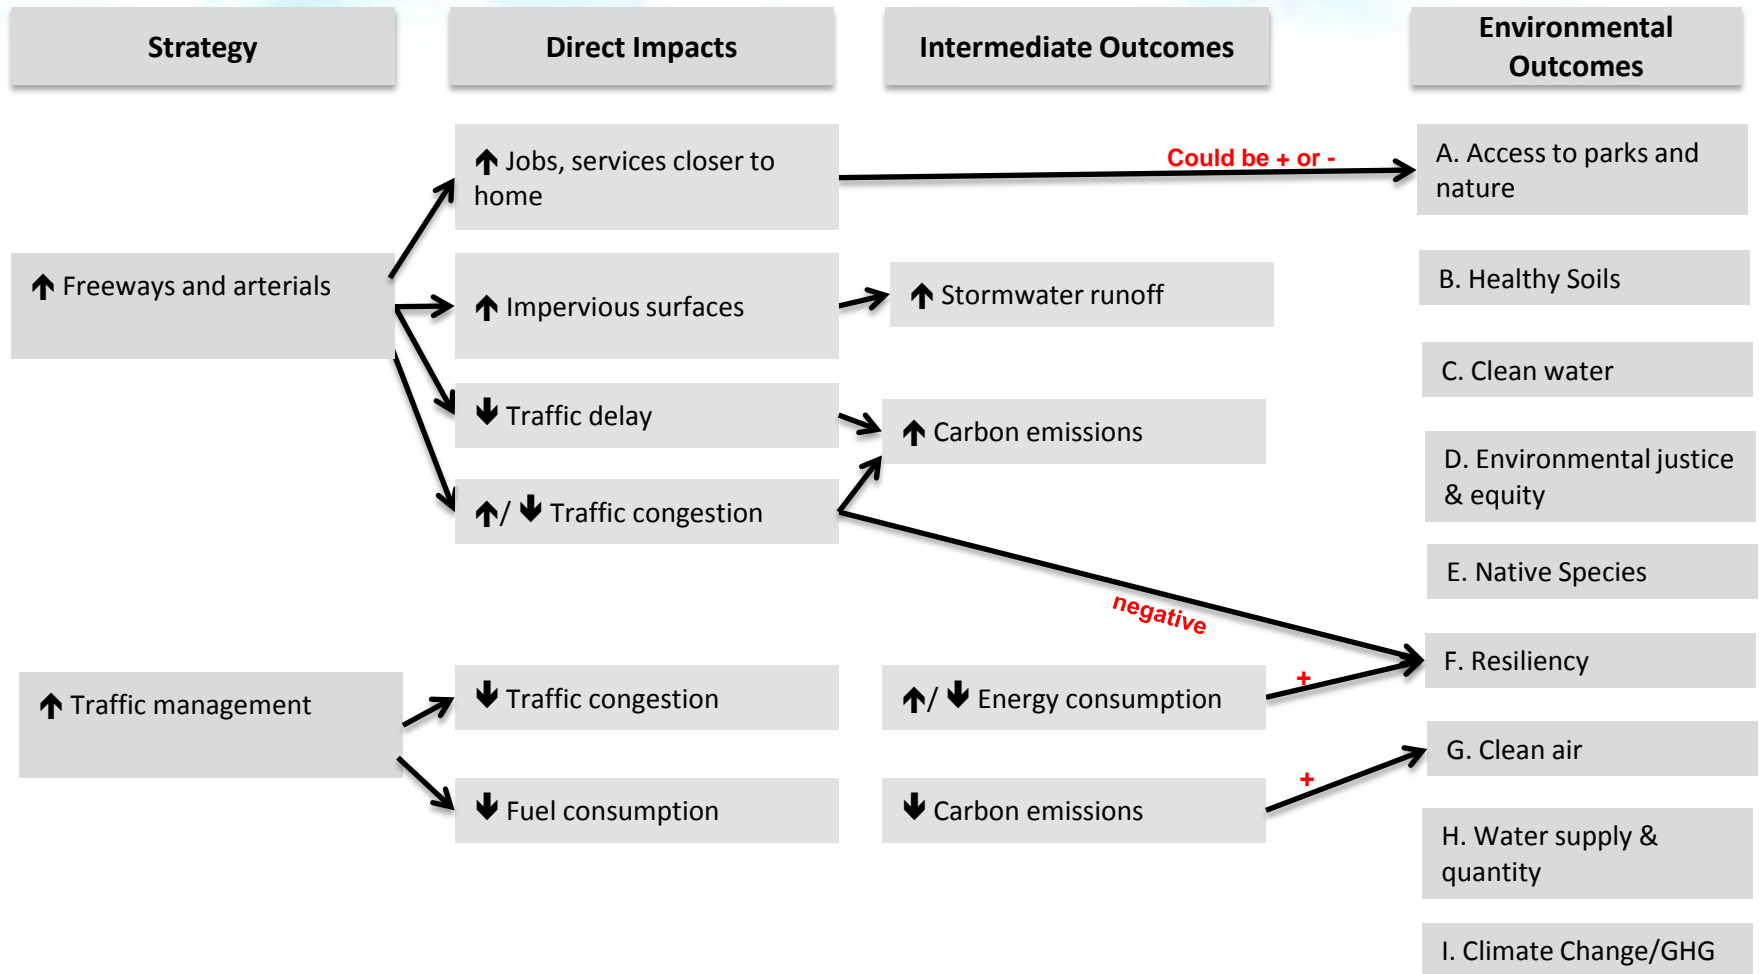 Strategy
Direct Impacts
Intermediate Outcomes
Environmental
Outcomes
↑ Jobs, services closer to
home
Could be + or -
A. Access to parks and
nature
↑ Freeways and arterials
↑ Impervious surfaces
↑ Stormwater runoff
B. Healthy Soils
C. Clean water
↓ Traffic delay
↑ Carbon emissions
D. Environmental justice
& equity
↑/ ↓ Traffic congestion
E. Native Species
negative
F. Resiliency
↑ Traffic management
↓ Traffic congestion
↑/ ↓ Energy consumption
+
G. Clean air
↓ Fuel consumption
↓ Carbon emissions
+
H. Water supply &
quantity
I. Climate Change/GHG